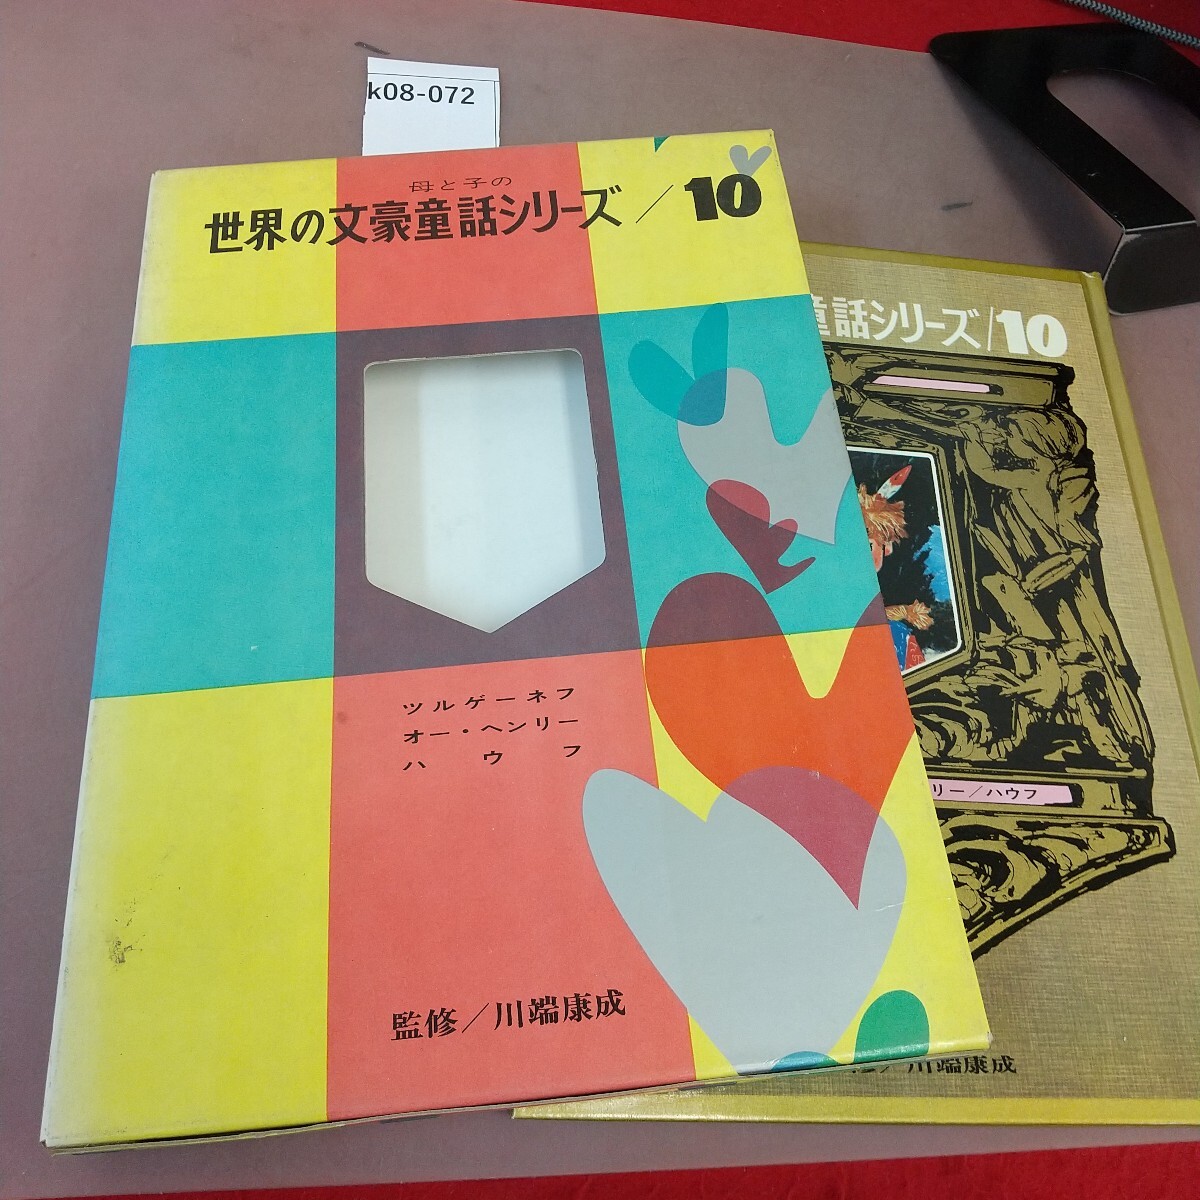 k08-072
母と子の
世界の文豪童話シリーズ/10
ツルゲーネフ
オー・ヘンリー
ハウフ
監修/川端康成
童話シリーズ/10
リー/ハウフ
川端康成